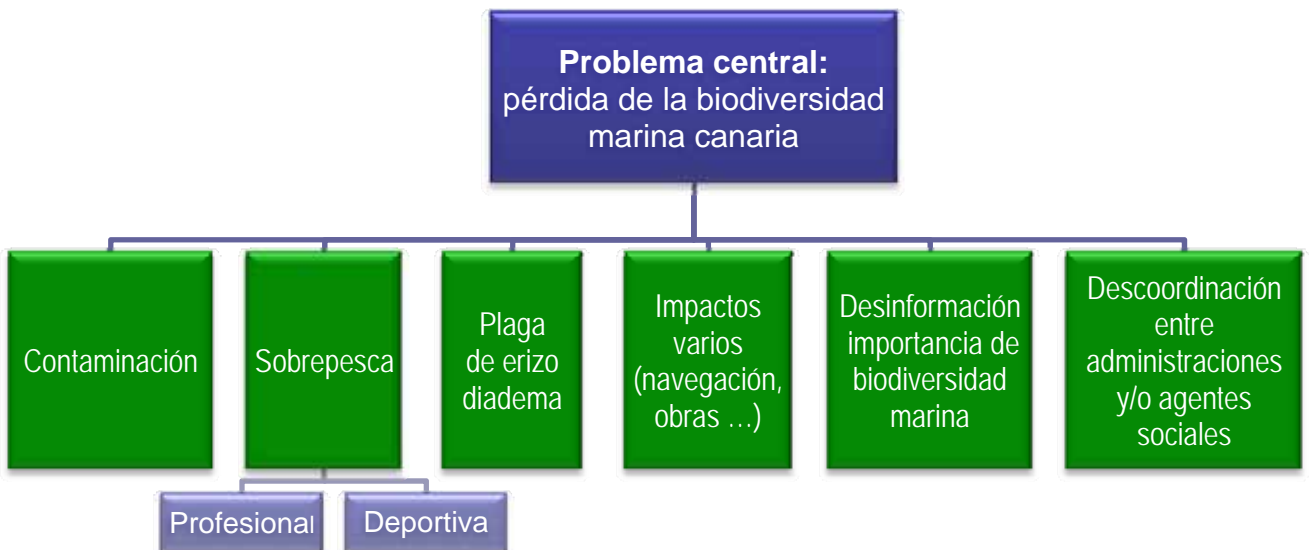 Problema central:
pérdida de la biodiversidad
marina canaria
Contaminación
Sobrepesca
Plaga
de erizo
diadema
Impactos
varios
(navegación,
obras ...)
Desinformación
importancia de
biodiversidad
marina
Descoordinación
entre
administraciones
y/o agentes
sociales
Profesional
Deportiva